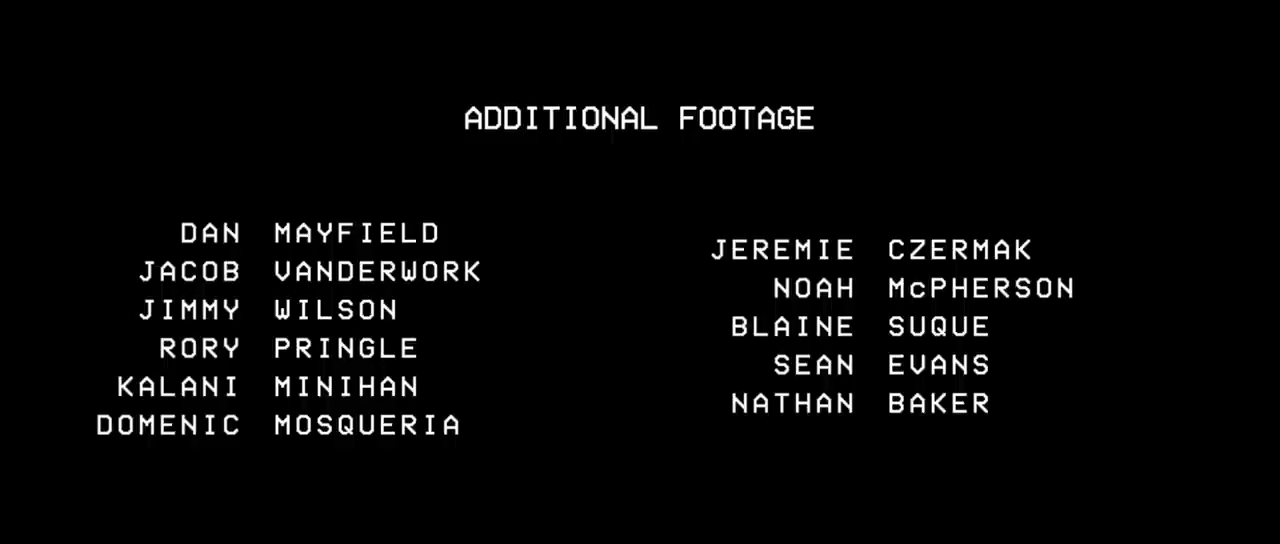 ADDITIONAL FOOTAGE
DAN MAYFIELD
JACOB VANDERWORK
JIMMY WILSON
RORY PRINGLE
KALANI MINIHAN
DOMENIC MOSQUERIA
JEREMIE CZERMAK
NOAH McPHERSON
BLAINE SUQUE
SEAN EVANS
NATHAN BAKER